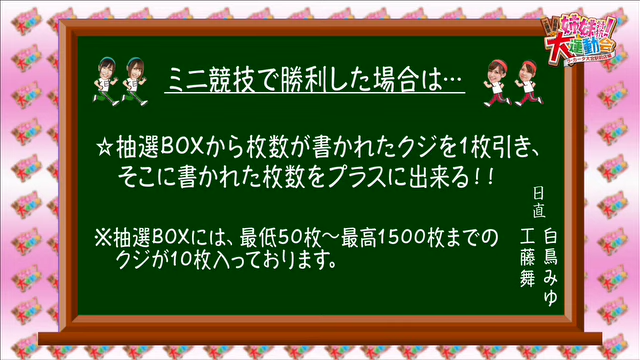 姉妹
大運動会
ミニ競技で勝利した場合は…
☆抽選BOXから枚数が書かれたクジを1枚引き、
そこに書かれた枚数をプラスに出来る!!
※抽選BOXには、最低50枚～最高1500枚までの
クジが10枚入っております。
日直
白鳥みゆ
工藤舞